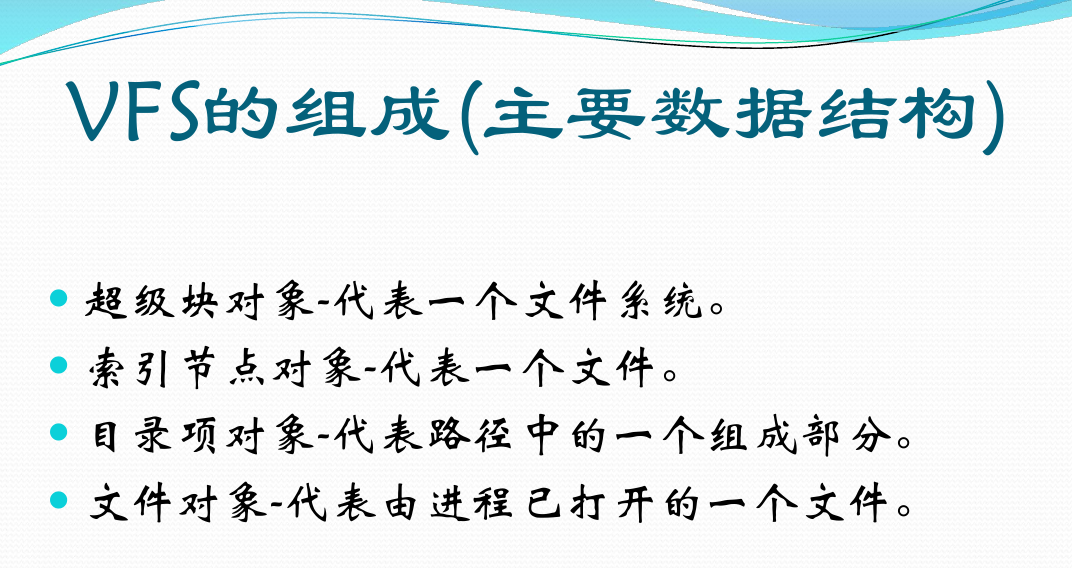 VFS的组成(主要数据结构)
超级块对象-代表一个文件系统。
索引节点对象-代表一个文件。
目录项对象-代表路径中的一个组成部分。
文件对象-代表由进程已打开的一个文件。